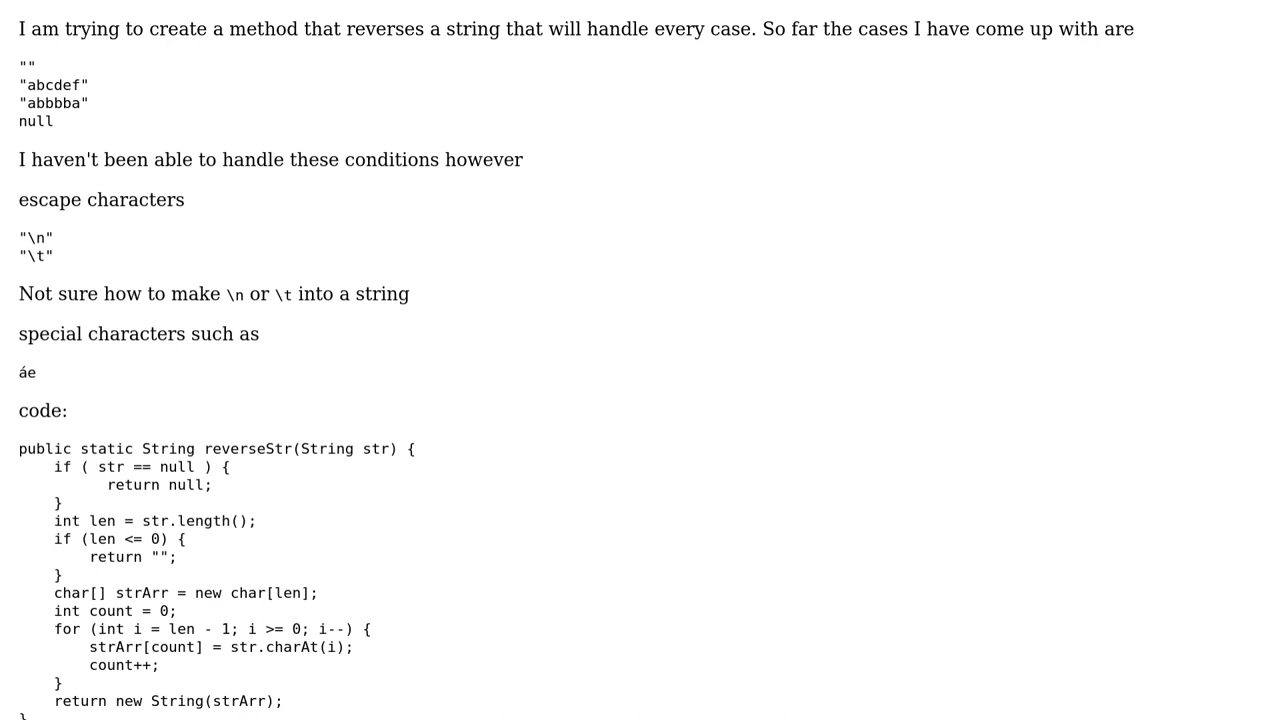 I am trying to create a method that reverses a string that will handle every case. So far the cases I have come up with are
""
"abcdef"
"abbbba"
null
I haven't been able to handle these conditions however
escape characters
"\n"
"\t"
Not sure how to make \n or \t into a string
special characters such as
áe
code:
public static String reverseStr(String str) {
    if ( str == null ) {
          return null;
    }
    int len = str.length();
    if (len <= 0) {
        return "";
    }
    char[] strArr = new char[len];
    int count = 0;
    for (int i = len - 1; i >= 0; i--) {
        strArr[count] = str.charAt(i);
        count++;
    }
    return new String(strArr);
}